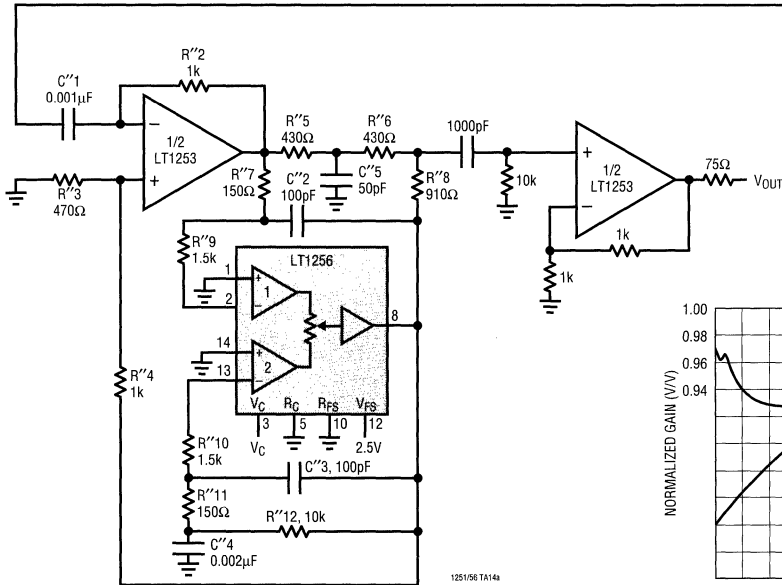 R"2
1k
C"1
0.001µF
1/2
LT1253
−
+
R"3
470Ω
R"5
430Ω
R"6
430Ω
C"5
50pF
R"7
150Ω
C"2
100pF
R"8
910Ω
1000pF
10k
+
−
1/2
LT1253
75Ω
VOUT
1k
1k
R"9
1.5k
LT1256
1
+
1
2
−
8
14
+
2
13
−
VC
RC
RFS
VFS
3
5
10
12
VC
2.5V
R"4
1k
R"10
1.5k
C"3, 100pF
R"11
150Ω
R"12, 10k
C"4
0.002µF
1251/56 TA14a
NORMALIZED GAIN (V/V)
1.00
0.98
0.96
0.94